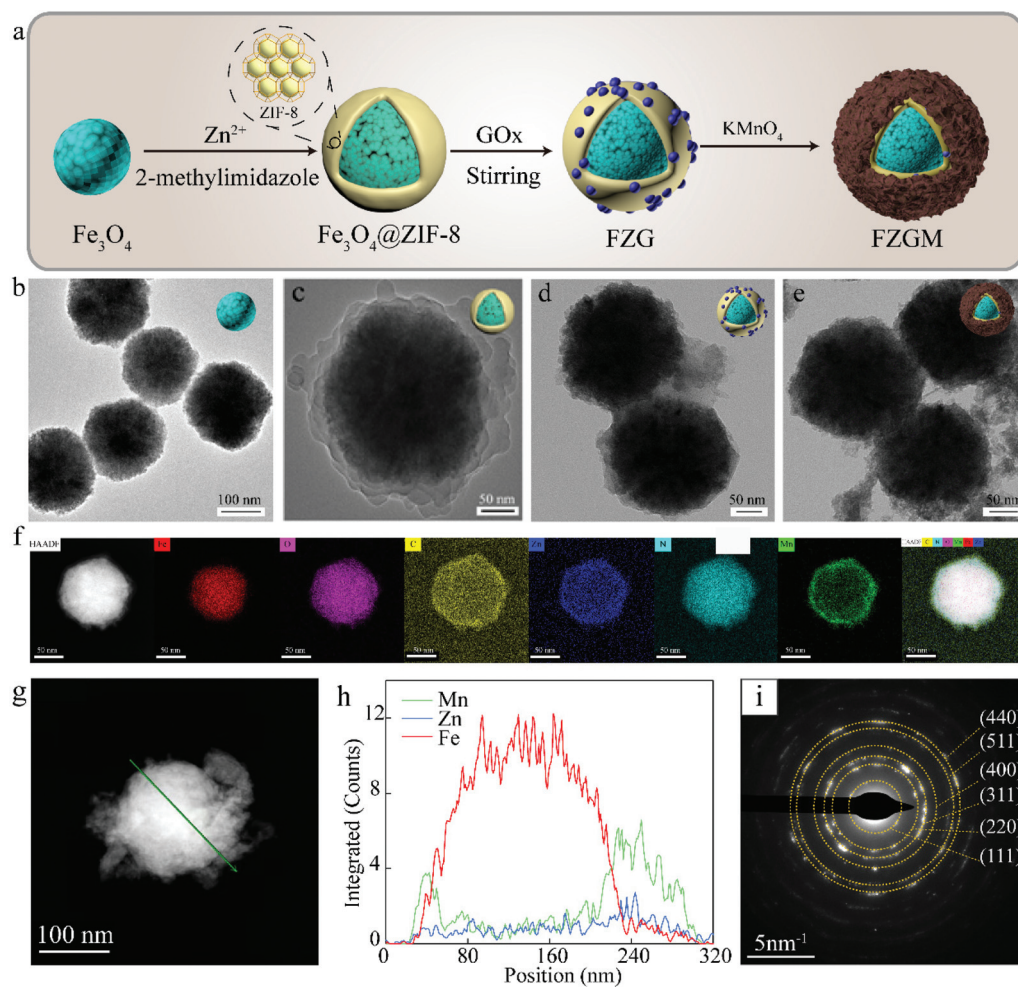 a
ZIF-8
Zn²⁺
2-methylimidazole
GOx
Stirring
KMnO₄
Fe₃O₄
Fe₃O₄@ZIF-8
FZG
FZGM
b
100 nm
c
50 nm
d
50 nm
e
50 nm
f
HAADF
Fe
O
C
Zn
N
Mn
50 nm
50 nm
50 nm
50 nm
50 nm
50 nm
50 nm
50 nm
g
100 nm
h
Mn
Zn
Fe
12
8
4
0
Integrated (Counts)
0
80
160
240
320
Position (nm)
i
(440)
(511)
(400)
(311)
(220)
(111)
5nm⁻¹